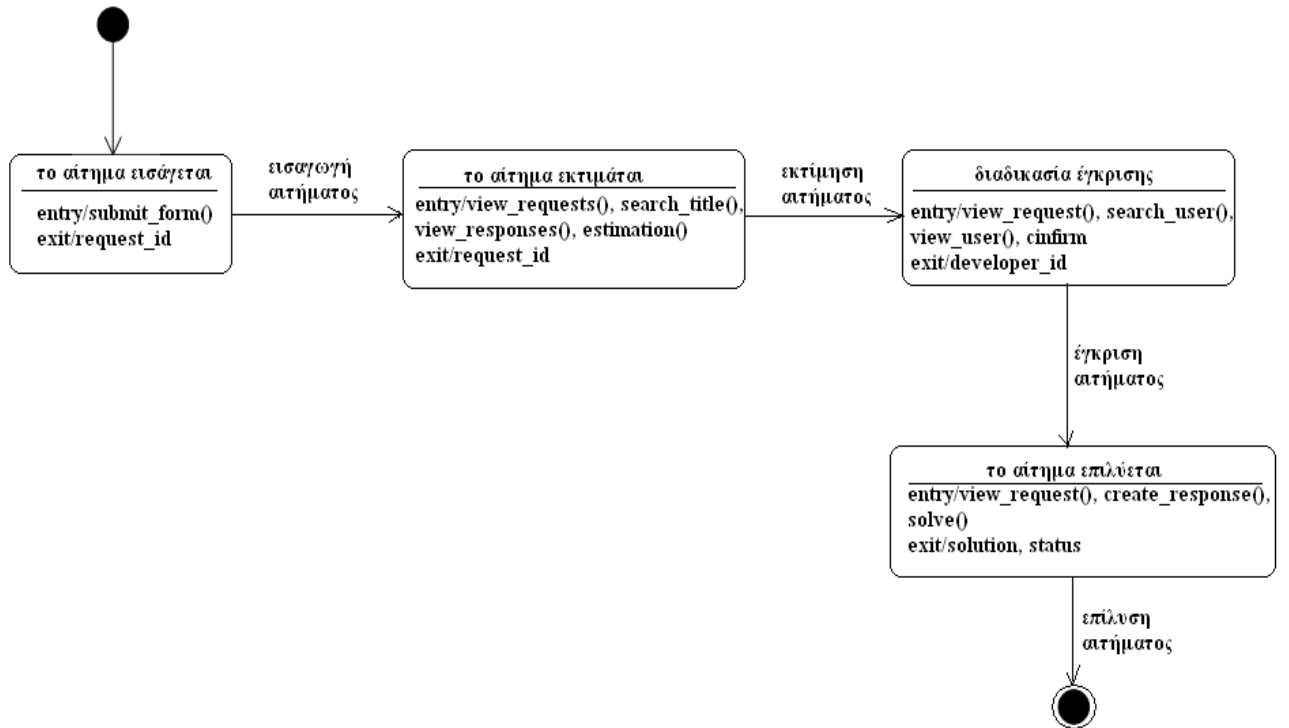 το αίτημα εισάγεται
entry/submit_form()
exit/request_id
εισαγωγή
αιτήματος
το αίτημα εκτιμάται
entry/view_requests(), search_title(),
view_responses(), estimation()
exit/request_id
εκτίμηση
αιτήματος
διαδικασία έγκρισης
entry/view_request(), search_user(),
view_user(), cinfirm
exit/developer_id
έγκριση
αιτήματος
το αίτημα επιλύεται
entry/view_request(), create_response(),
solve()
exit/solution, status
επίλυση
αιτήματος